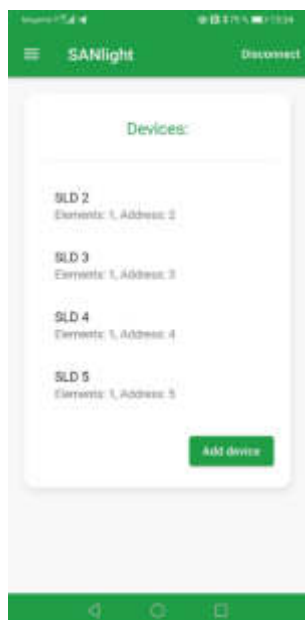 SANlight
Disconnect
Devices:
SLD 2
Elements: 1, Address: 2
SLD 3
Elements: 1, Address: 3
SLD 4
Elements: 1, Address: 4
SLD 5
Elements: 1, Address: 5
Add device